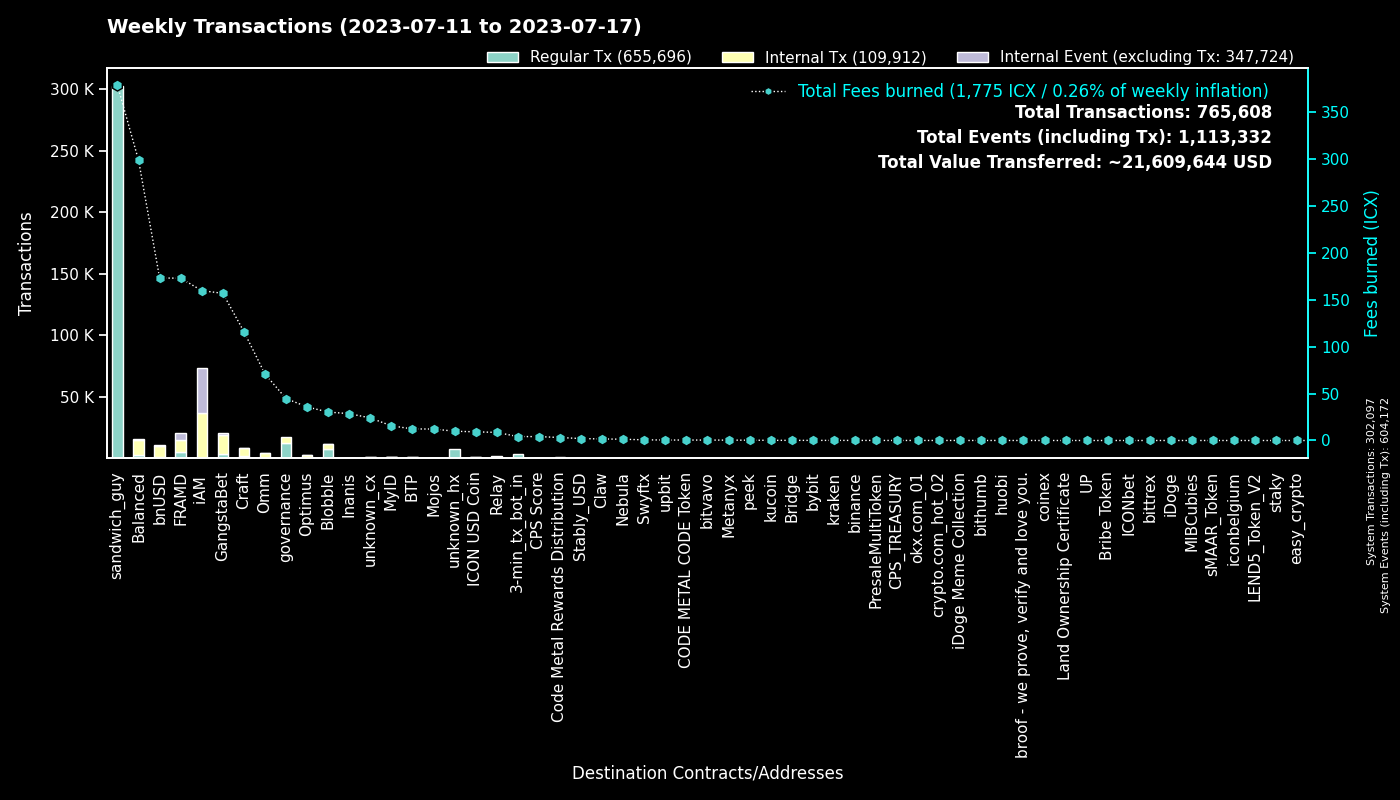 Weekly Transactions (2023-07-11 to 2023-07-17)
Regular Tx (655,696)
Internal Tx (109,912)
Internal Event (excluding Tx: 347,724)
Total Fees burned (1,775 ICX / 0.26% of weekly inflation)
Total Transactions: 765,608
Total Events (including Tx): 1,113,332
Total Value Transferred: ~21,609,644 USD
Transactions
300 K
250 K
200 K
150 K
100 K
50 K
350
300
250
200
150
100
50
0
Fees burned (ICX)
System Transactions: 302,097
System Events (including Tx): 604,172
sandwich_guy
Balanced
bnUSD
FRAMD
iAM
GangstaBet
Craft
Omm
governance
Optimus
Blobble
Inanis
unknown_cx
MyID
BTP
Mojos
unknown_hx
ICON USD Coin
Relay
3-min_tx_bot_in
CPS Score
Code Metal Rewards Distribution
Stably_USD
Claw
Nebula
Swyftx
upbit
CODE METAL CODE Token
bitvavo
Metanyx
peek
kucoin
Bridge
bybit
kraken
binance
PresaleMultiToken
CPS_TREASURY
okx.com_01
crypto.com_hot_02
iDoge Meme Collection
bithumb
huobi
broof - we prove, verify and love you.
coinex
Land Ownership Certificate
UP
Bribe Token
ICONbet
bittrex
iDoge
MIBCubies
sMAAR_Token
iconbelgium
LEND5_Token_V2
staky
easy_crypto
Destination Contracts/Addresses